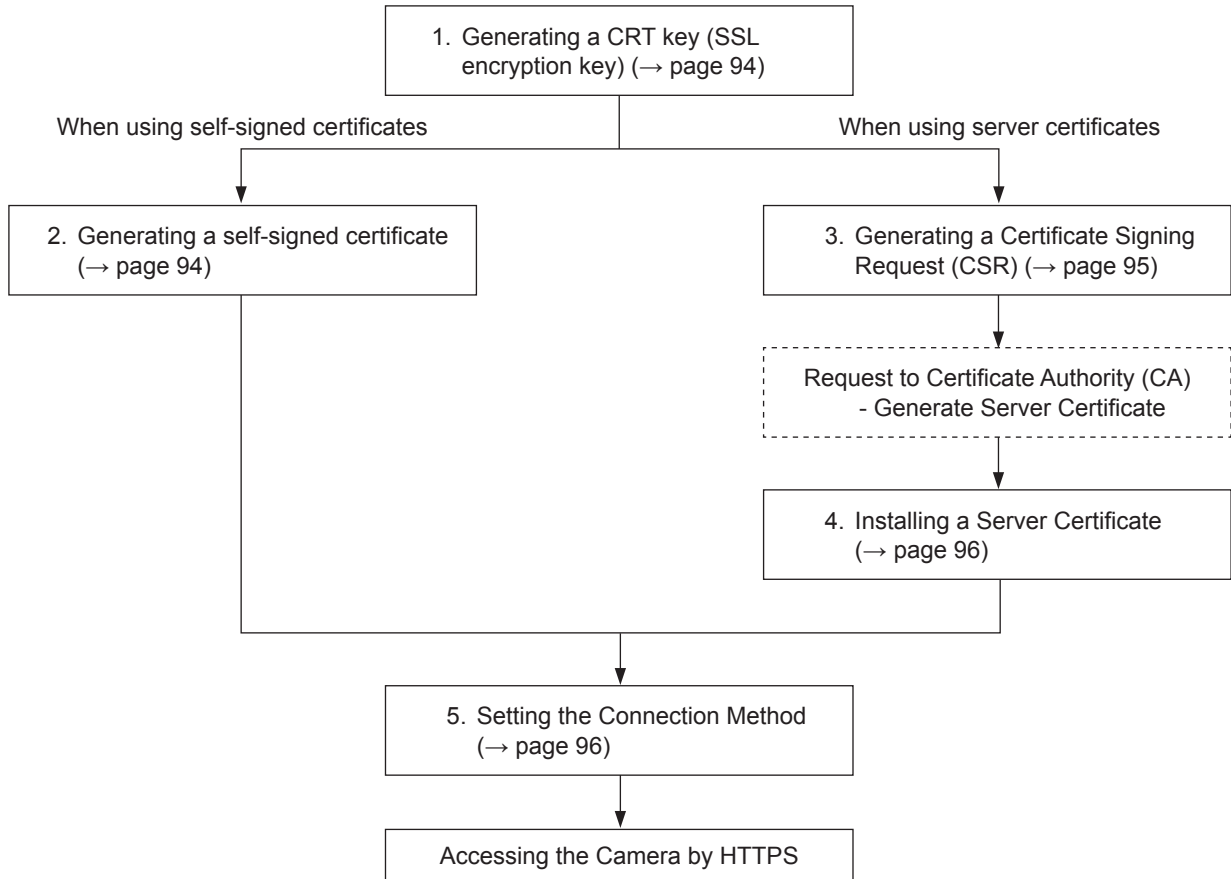 1. Generating a CRT key (SSL
encryption key) (→ page 94)
When using self-signed certificates
When using server certificates
2. Generating a self-signed certificate
(→ page 94)
3. Generating a Certificate Signing
Request (CSR) (→ page 95)
Request to Certificate Authority (CA)
- Generate Server Certificate
4. Installing a Server Certificate
(→ page 96)
5. Setting the Connection Method
(→ page 96)
Accessing the Camera by HTTPS